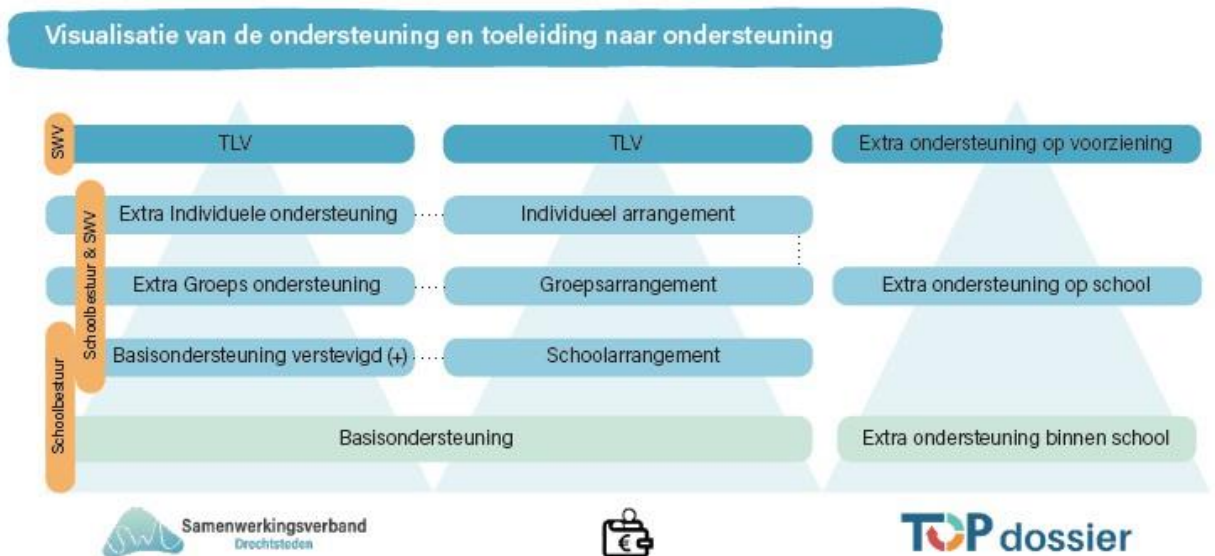 Visualisatie van de ondersteuning en toeleiding naar ondersteuning
SWV
TLV
TLV
Extra ondersteuning op voorziening
Schoolbestuur & SWV
Extra Individuele ondersteuning
Individueel arrangement
Extra Groeps ondersteuning
Groepsarrangement
Extra ondersteuning op school
Schoolbestuur
Basisondersteuning verstevigd (+)
Schoolarrangement
Basisondersteuning
Extra ondersteuning binnen school
swv
Samenwerkingsverband
Drechtsteden
€
TOP dossier